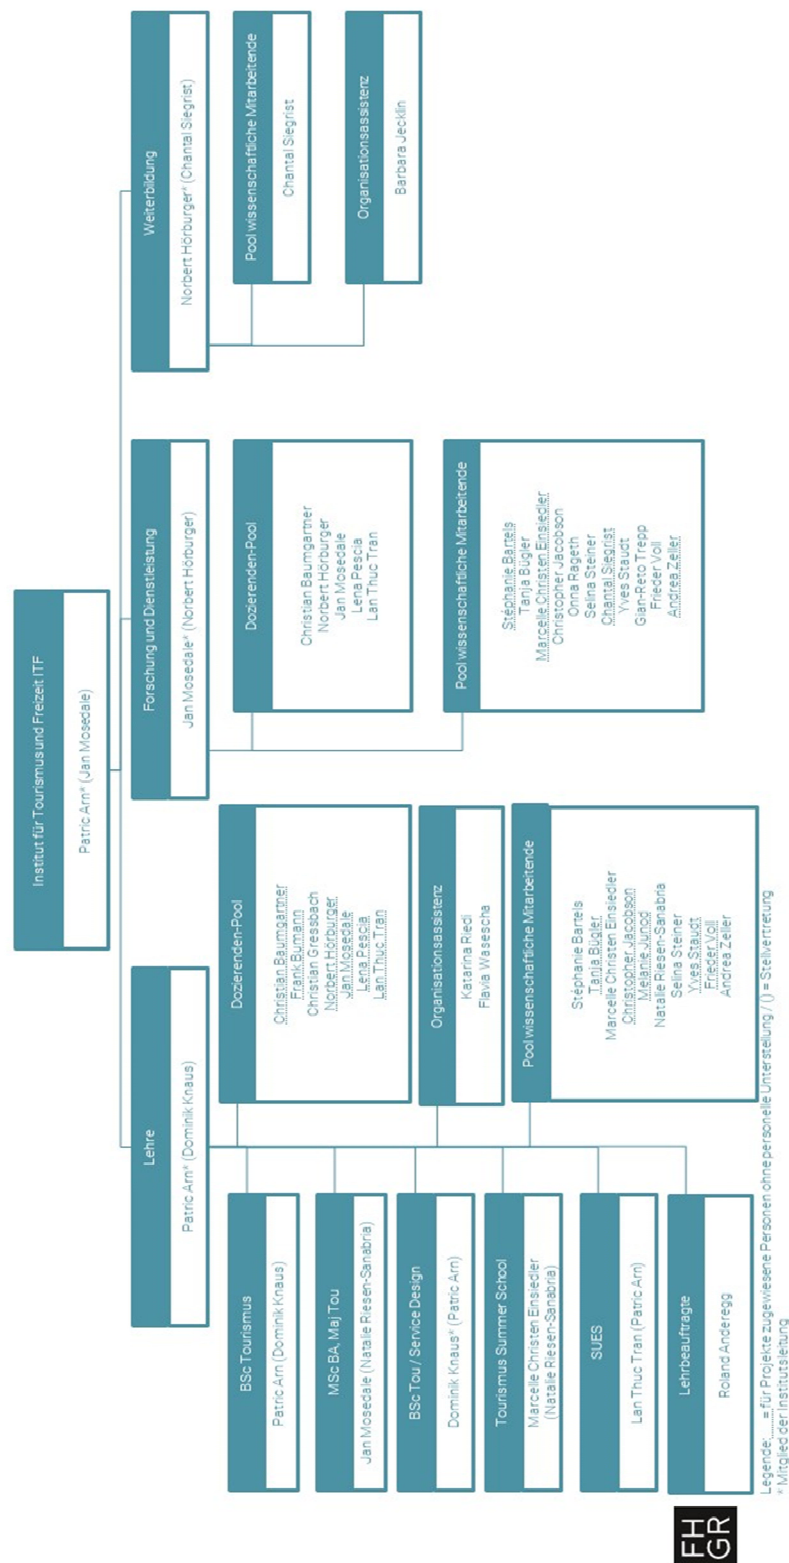 Institut für Tourismus und Freizeit ITF
Patric Arn* (Jan Mosedale)
Lehre
Patric Arn* (Dominik Knaus)
BSc Tourismus
Patric Arn (Dominik Knaus)
MSc BA, Maj Tou
Jan Mosedale (Natalie Riesen-Sanabria)
BSc Tou / Service Design
Dominik Knaus* (Patric Arn)
Tourismus Summer School
Marcelle Christen Einsiedler
(Natalie Riesen-Sanabria)
SUES
Lan Thuc Tran (Patric Arn)
Lehrbeauftragte
Roland Anderegg
Dozierenden-Pool
Christian Baumgartner
Frank Bumann
Christian Gressbach
Norbert Hörburger
Jan Mosedale
Lena Pescia
Lan Thuc Tran
Organisationsassistenz
Katarina Riedi
Flavia Wasescha
Pool wissenschaftliche Mitarbeitende
Stéphanie Bartels
Tanja Bügler
Marcelle Christen Einsiedler
Christopher Jacobson
Melanie Junod
Natalie Riesen-Sanabria
Selina Steiner
Yves Staudt
Frieder Voll
Andrea Zeller
Forschung und Dienstleistung
Jan Mosedale* (Norbert Hörburger)
Dozierenden-Pool
Christian Baumgartner
Norbert Hörburger
Jan Mosedale
Lena Pescia
Lan Thuc Tran
Pool wissenschaftliche Mitarbeitende
Stéphanie Bartels
Tanja Bügler
Marcelle Christen Einsiedler
Christopher Jacobson
Onna Rageth
Selina Steiner
Chantal Siegrist
Yves Staudt
Gian-Reto Trepp
Frieder Voll
Andrea Zeller
Weiterbildung
Norbert Hörburger* (Chantal Siegrist)
Pool wissenschaftliche Mitarbeitende
Chantal Siegrist
Organisationsassistenz
Barbara Jecklin
Legende: ..... = für Projekte zugewiesene Personen ohne personelle Unterstellung / () = Stellvertretung
* Mitglied der Institutsleitung
FH
GR